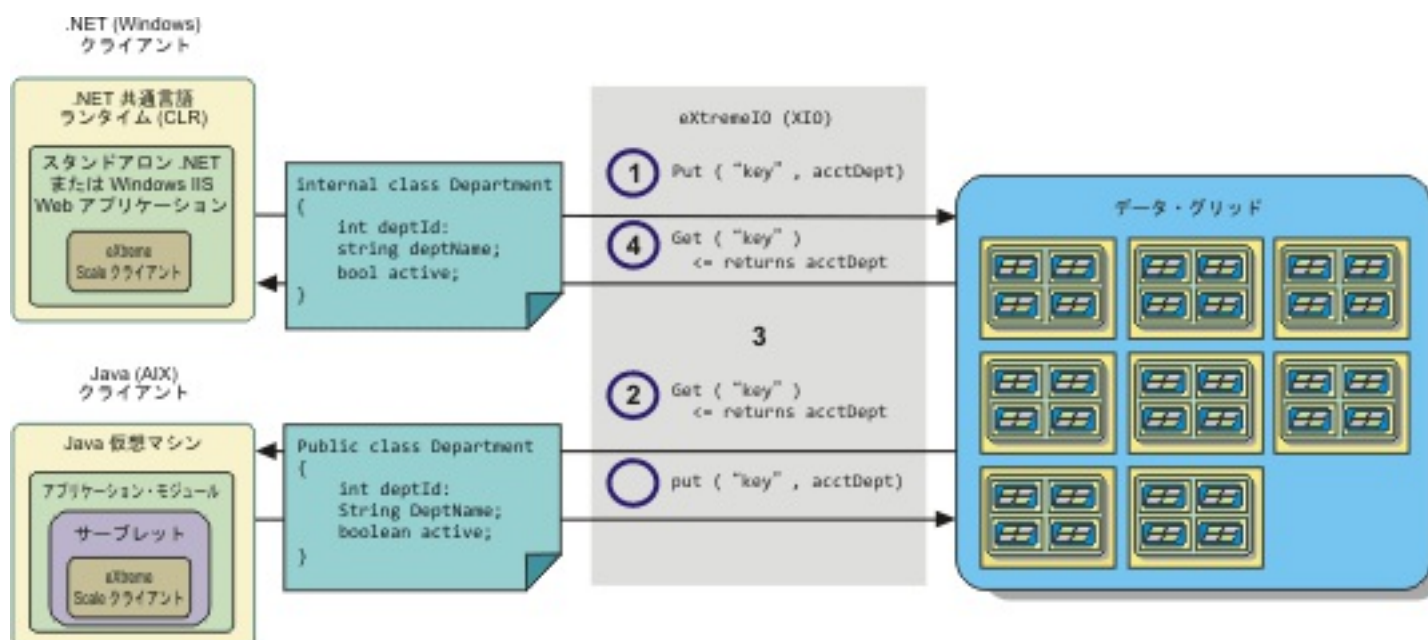 .NET (Windows)
クライアント
.NET 共通言語
ランタイム (CLR)
スタンドアロン .NET
または Windows IIS
Web アプリケーション
eXtreme
Scale クライアント
internal class Department
{
int deptId:
string deptName;
bool active;
}
eXtremeIO (XIO)
1
Put ( “key” , acctDept)
4
Get ( “key” )
<= returns acctDept
3
2
Get ( “key” )
<= returns acctDept
put ( “key” , acctDept)
データ・グリッド
Java (AIX)
クライアント
Java 仮想マシン
アプリケーション・モジュール
サーブレット
eXtreme
Scale クライアント
Public class Department
{
int deptId:
String DeptName;
boolean active;
}